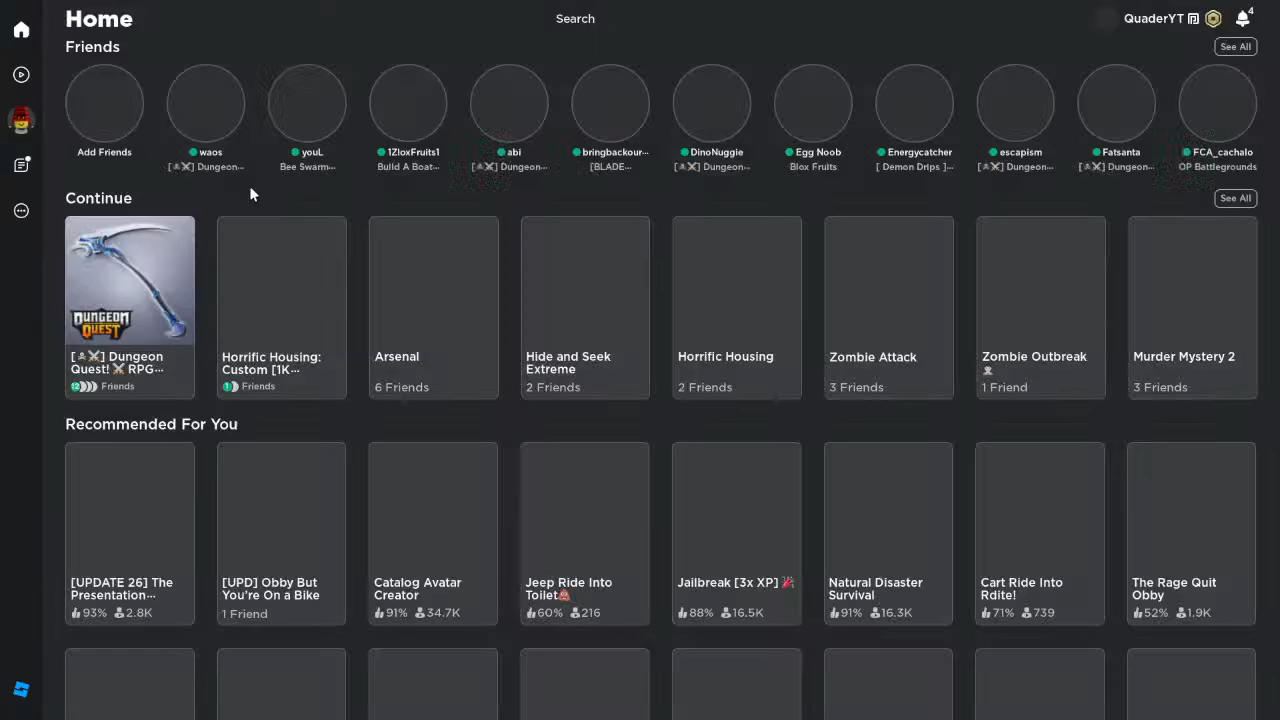 Home
Search
QuaderYT
4
Friends
See All
Add Friends
waos
[☠⚔] Dungeon···
youL
Bee Swarm···
1ZloxFruits1
Build A Boat···
abi
[☠⚔] Dungeon···
bringbackour···
[BLADE···
DinoNuggie
[☠⚔] Dungeon···
Egg Noob
Blox Fruits
Energycatcher
[ Demon Drips ]···
escapism
[☠⚔] Dungeon···
Fatsanta
[☠⚔] Dungeon···
FCA_cachalo
OP Battlegrounds
Continue
See All
DUNGEON
QUEST
[☠⚔] Dungeon
Quest! ⚔ RPG···
12 Friends
Horrific Housing:
Custom [1K···
1 Friends
Arsenal
6 Friends
Hide and Seek
Extreme
2 Friends
Horrific Housing
2 Friends
Zombie Attack
3 Friends
Zombie Outbreak
1 Friend
Murder Mystery 2
3 Friends
Recommended For You
[UPDATE 26] The
Presentation···
93% 2.8K
[UPD] Obby But
You're On a Bike
1 Friend
Catalog Avatar
Creator
91% 34.7K
Jeep Ride Into
Toilet💩
60% 216
Jailbreak [3x XP] 🎉
88% 16.5K
Natural Disaster
Survival
91% 16.3K
Cart Ride Into
Rdite!
71% 739
The Rage Quit
Obby
52% 1.9K